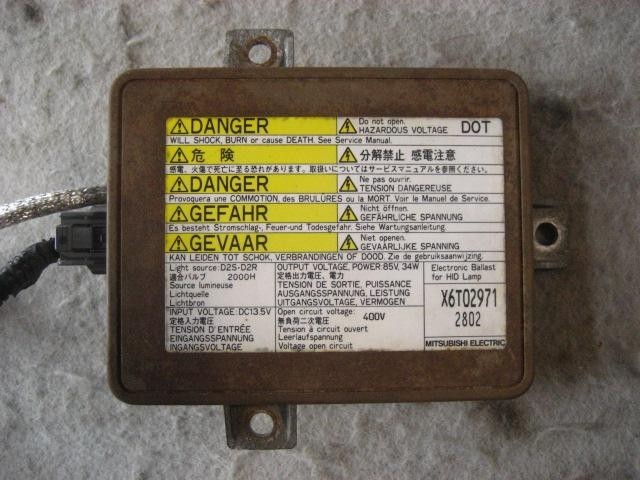 DANGER
Do not open.
HAZARDOUS VOLTAGE
DOT
WILL SHOCK, BURN or cause DEATH. See Service Manual.
危 険
分解禁止 感電注意
感電、火傷で死亡に至る恐れがあります。取扱いについてはサービスマニュアルを参照ください。
DANGER
Ne pas ouvrir.
TENSION DANGEREUSE
Provoquera une COMMOTION, des BRULURES ou la MORT. Voir le Manuel de Service.
GEFAHR
Nicht öffnen.
GEFÄHRLICHE SPANNUNG
Es besteht Stromschlag-, Feuer-und Todesgefahr. Siehe Wartungsanleitung.
GEVAAR
Niet openen.
GEVAARLIJKE SPANNING
KAN LEIDEN TOT SCHOK, VERBRANDINGEN OF DOOD. Zie de gebruiksaanwijzing.
Light source: D2S-D2R
適合バルブ 2000H
Source lumineuse
Lichtquelle
Lichtbron
OUTPUT VOLTAGE, POWER: 85V, 34W
定格出力電圧、電力
TENSION DE SORTIE, PUISSANCE
AUSGANGSSPANNUNG, LEISTUNG
UITGANGSVOLTAGE, VERMOGEN
Electronic Ballast
for HID Lamp
X6T02971
2802
MITSUBISHI ELECTRIC
INPUT VOLTAGE: DC13.5V
定格入力電圧
TENSION D'ENTRÉE
EINGANGSSPANNUNG
INGANGSVOLTAGE
Open circuit voltage:
無負荷二次電圧 400V
Tension à circuit ouvert
Leerlaufspannung
Voltage open circuit